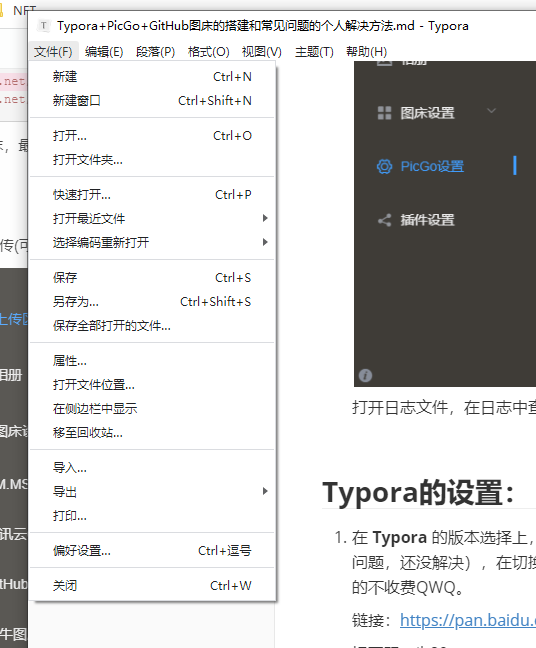 NFT
Typora+PicGo+GitHub图床的搭建和常见问题的个人解决方法.md - Typora
文件(F) 编辑(E) 段落(P) 格式(O) 视图(V) 主题(T) 帮助(H)
新建 Ctrl+N
新建窗口 Ctrl+Shift+N
打开... Ctrl+O
打开文件夹...
快速打开... Ctrl+P
打开最近文件
选择编码重新打开
保存 Ctrl+S
另存为... Ctrl+Shift+S
保存全部打开的文件...
属性...
打开文件位置...
在侧边栏中显示
移至回收站...
导入...
导出
打印...
偏好设置... Ctrl+逗号
关闭 Ctrl+W
.net
.net
传(可
上传区
相册
图床设
M.MS
讯云
tHub
牛图
相册
图床设置
PicGo设置
插件设置
打开日志文件，在日志中查
Typora的设置：
1. 在 Typora 的版本选择上，
问题，还没解决），在切换
的不收费QWQ。
链接：https://pan.baidu.c